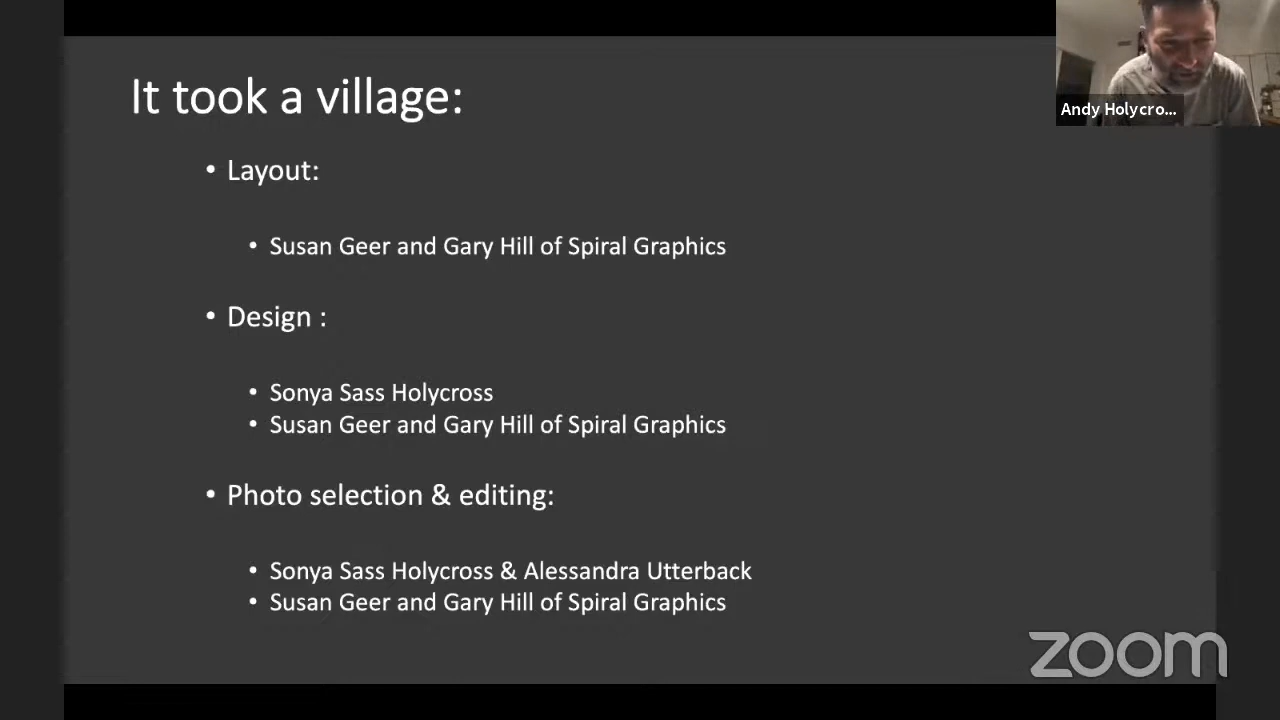 It took a village:
• Layout:
• Susan Geer and Gary Hill of Spiral Graphics
• Design :
• Sonya Sass Holycross
• Susan Geer and Gary Hill of Spiral Graphics
• Photo selection & editing:
• Sonya Sass Holycross & Alessandra Utterback
• Susan Geer and Gary Hill of Spiral Graphics
Andy Holycro...
zoom